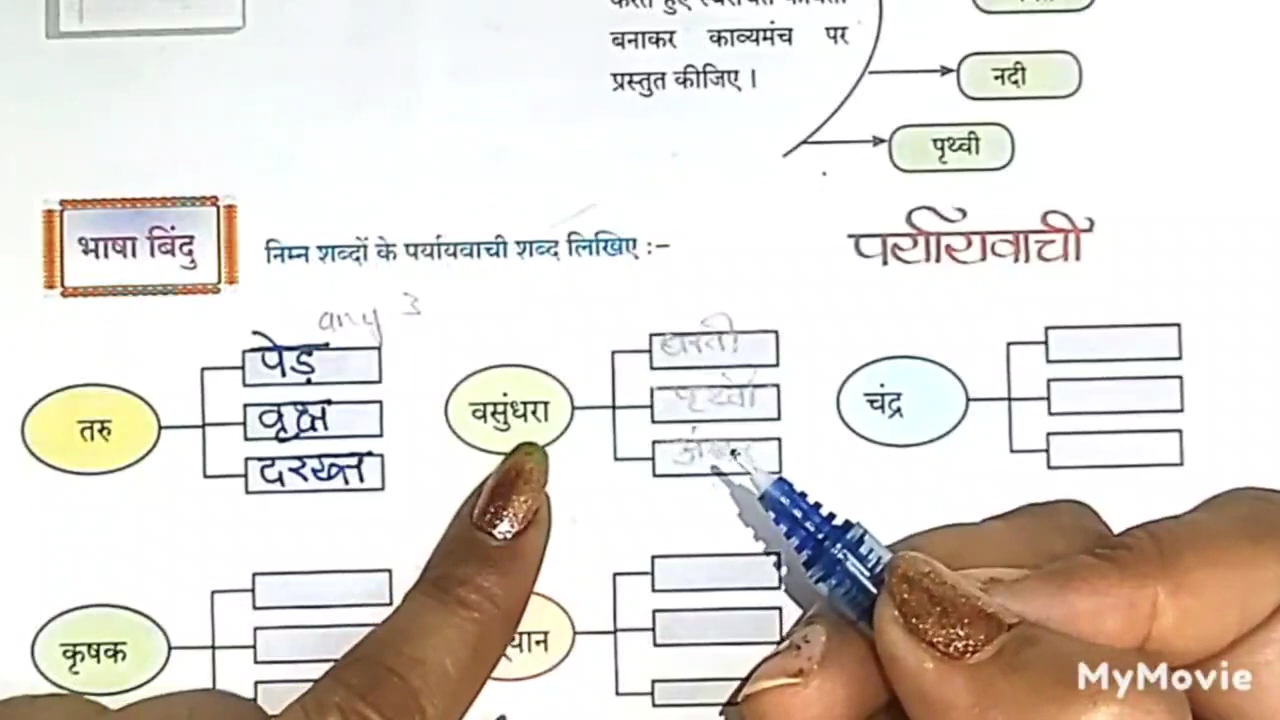 बनाकर काव्यमंच पर
प्रस्तुत कीजिए ।
नदी
पृथ्वी
भाषा बिंदु
निम्न शब्दों के पर्यायवाची शब्द लिखिए :-
पर्यायवाची
any 3
तरु
पेड़
वृक्ष
दरख्त
वसुंधरा
धरती
पृथ्वी
चंद्र
कृषक
MyMovie